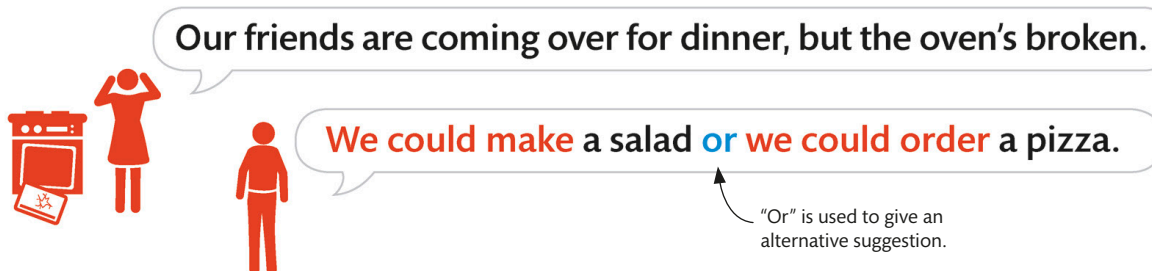 Our friends are coming over for dinner, but the oven's broken.
We could make a salad or we could order a pizza.
"Or" is used to give an
alternative suggestion.